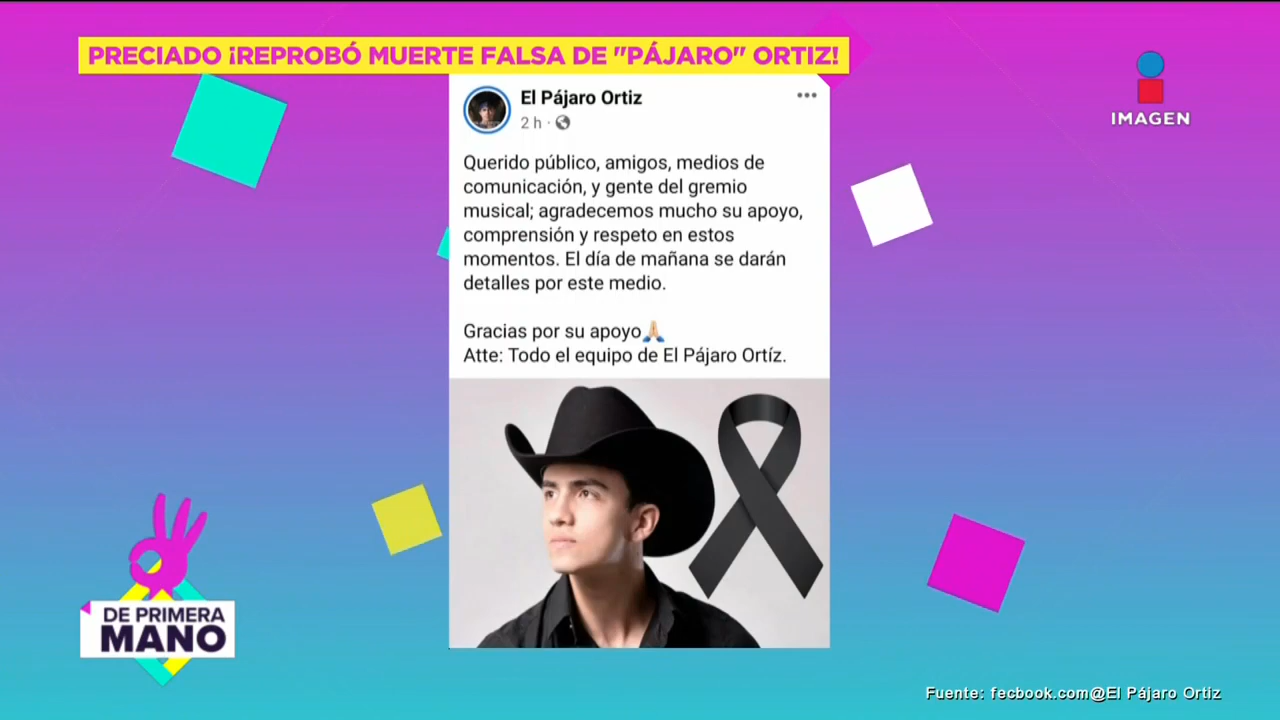 PRECIADO ¡REPROBÓ MUERTE FALSA DE "PÁJARO" ORTIZ!
IMAGEN
El Pájaro Ortiz
2 h ·
Querido público, amigos, medios de
comunicación, y gente del gremio
musical; agradecemos mucho su apoyo,
comprensión y respeto en estos
momentos. El día de mañana se darán
detalles por este medio.
Gracias por su apoyo🙏🏼
Atte: Todo el equipo de El Pájaro Ortíz.
DE PRIMERA
MANO
Fuente: fecbook.com@El Pájaro Ortiz